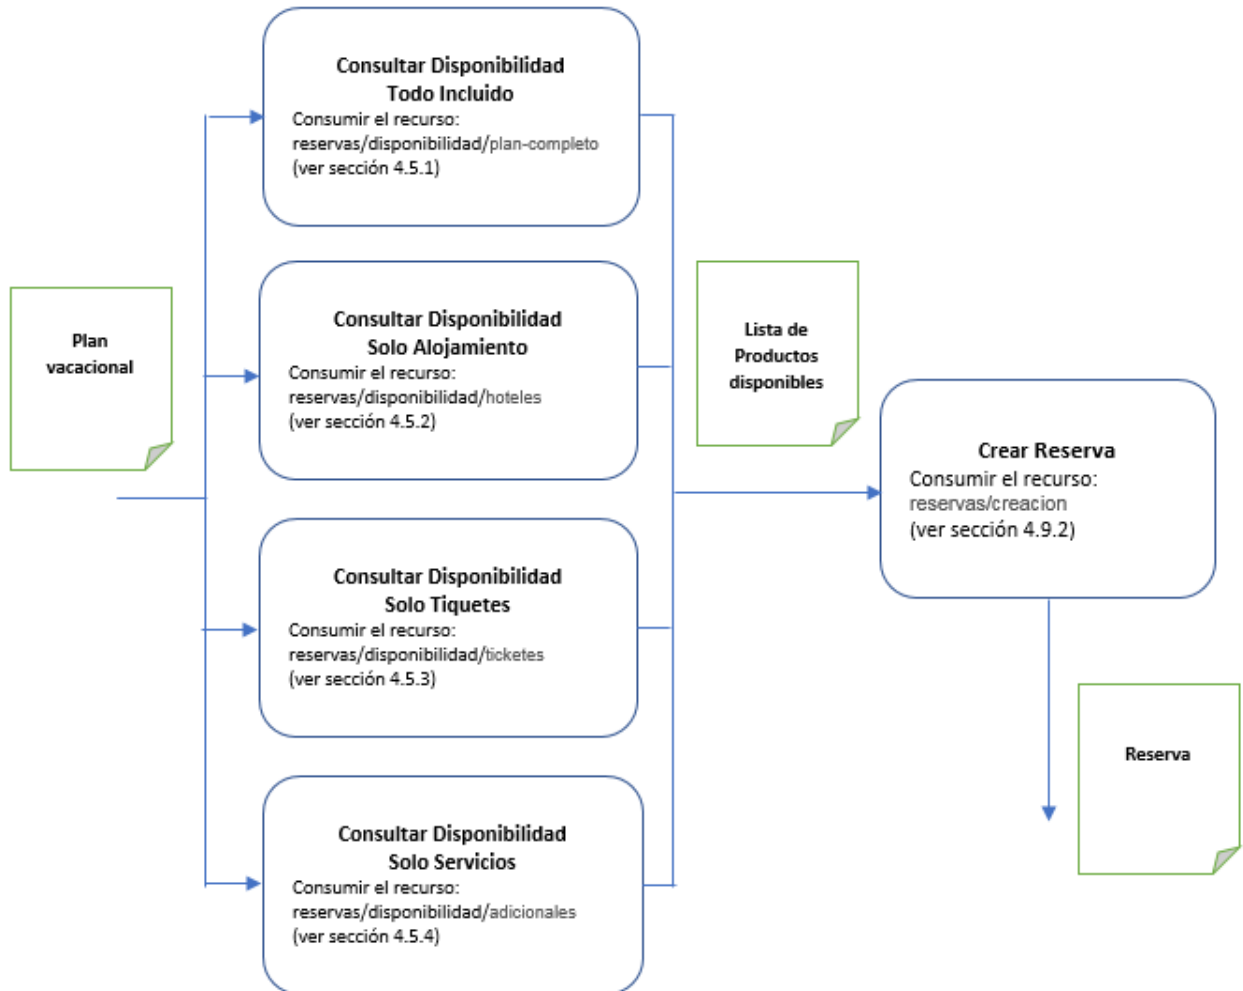 Consultar Disponibilidad
Todo Incluido
Consumir el recurso:
reservas/disponibilidad/plan-completo
(ver sección 4.5.1)
Plan
vacacional
Consultar Disponibilidad
Solo Alojamiento
Consumir el recurso:
reservas/disponibilidad/hoteles
(ver sección 4.5.2)
Consultar Disponibilidad
Solo Tiquetes
Consumir el recurso:
reservas/disponibilidad/ticketes
(ver sección 4.5.3)
Consultar Disponibilidad
Solo Servicios
Consumir el recurso:
reservas/disponibilidad/adicionales
(ver sección 4.5.4)
Lista de
Productos
disponibles
Crear Reserva
Consumir el recurso:
reservas/creacion
(ver sección 4.9.2)
Reserva